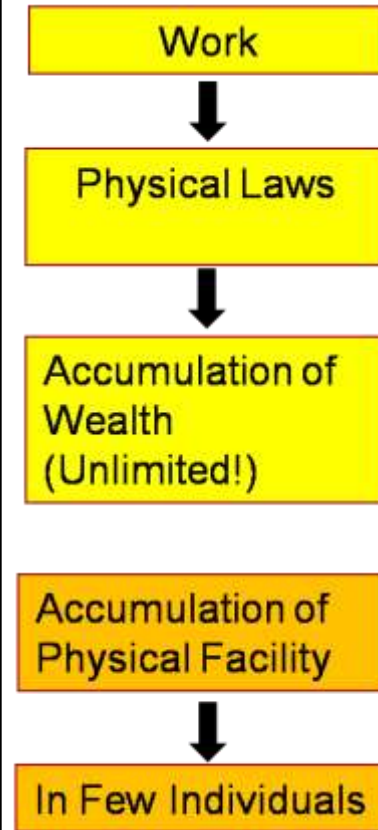 Work
Physical Laws
Accumulation of
Wealth
(Unlimited!)
Accumulation of
Physical Facility
In Few Individuals